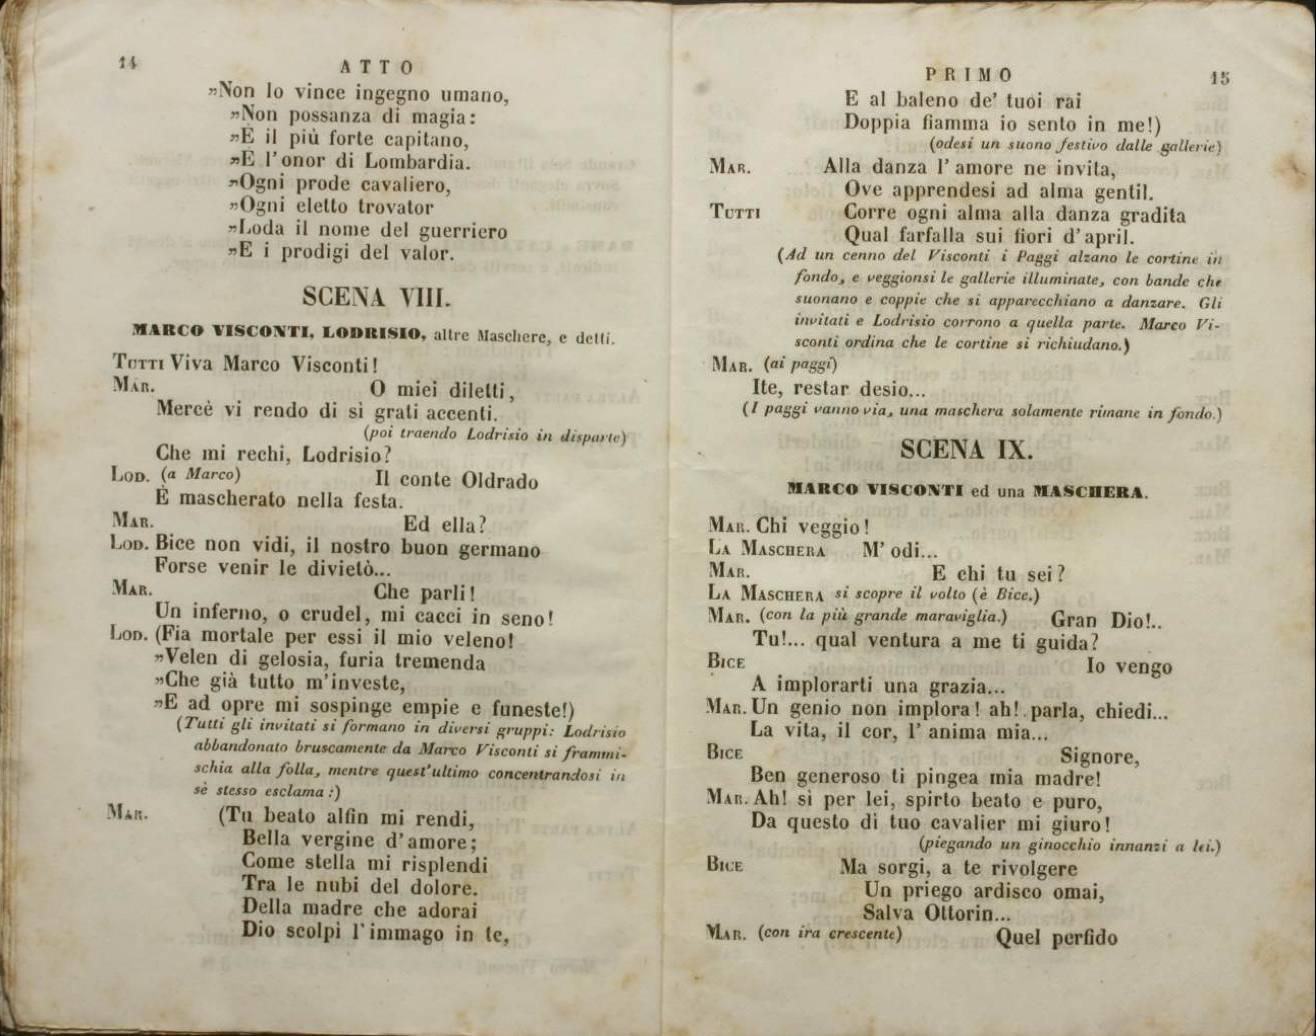 14
ATTO
"Non lo vince ingegno umano,
"Non possanza di magia:
"È il più forte capitano,
"È l'onor di Lombardia.
"Ogni prode cavaliero,
"Ogni eletto trovator
"Loda il nome del guerriero
"E i prodigi del valor.
SCENA VIII.
MARCO VISCONTI, LODRISIO, altre Maschere, e detti.
TUTTI Viva Marco Visconti!
MAR. O miei diletti,
Mercè vi rendo di sì grati accenti.
(poi traendo Lodrisio in disparte)
Che mi rechi, Lodrisio?
LOD. (a Marco) Il conte Oldrado
È mascherato nella festa.
MAR. Ed ella?
LOD. Bice non vidi, il nostro buon germano
Forse venir le divietò...
MAR. Che parli!
Un inferno, o crudel, mi cacci in seno!
LOD. (Fia mortale per essi il mio veleno!
"Velen di gelosia, furia tremenda
"Che già tutto m'investe,
"E ad opre mi sospinge empie e funeste!)
(Tutti gli invitati si formano in diversi gruppi: Lodrisio
abbandonato bruscamente da Marco Visconti si frammi-
schia alla folla, mentre quest'ultimo concentrandosi in
sè stesso esclama:)
MAR. (Tu beato alfin mi rendi,
Bella vergine d'amore;
Come stella mi risplendi
Tra le nubi del dolore.
Della madre che adorai
Dio scolpì l'immago in te,
PRIMO
15
E al baleno de' tuoi rai
Doppia fiamma io sento in me!)
(odesi un suono festivo dalle gallerie)
MAR. Alla danza l'amore ne invita,
Ove apprendesi ad alma gentil.
TUTTI Corre ogni alma alla danza gradita
Qual farfalla sui fiori d'april.
(Ad un cenno del Visconti i Paggi alzano le cortine in
fondo, e veggionsi le gallerie illuminate, con bande che
suonano e coppie che si apparecchiano a danzare. Gli
invitati e Lodrisio corrono a quella parte. Marco Vi-
sconti ordina che le cortine si richiudano.)
MAR. (ai paggi)
Ite, restar desio...
(I paggi vanno via, una maschera solamente rimane in fondo.)
SCENA IX.
MARCO VISCONTI ed una MASCHERA.
MAR. Chi veggio!
LA MASCHERA M'odi...
MAR. E chi tu sei?
LA MASCHERA si scopre il volto (è Bice.)
MAR. (con la più grande maraviglia.) Gran Dio!..
Tu!... qual ventura a me ti guida?
BICE Io vengo
A implorarti una grazia...
MAR. Un genio non implora! ah! parla, chiedi...
La vita, il cor, l'anima mia...
BICE Signore,
Ben generoso ti pingea mia madre!
MAR. Ah! sì per lei, spirto beato e puro,
Da questo dì tuo cavalier mi giuro!
(piegando un ginocchio innanzi a lei.)
BICE Ma sorgi, a te rivolgere
Un priego ardisco omai,
Salva Ottorin...
MAR. (con ira crescente) Quel perfido